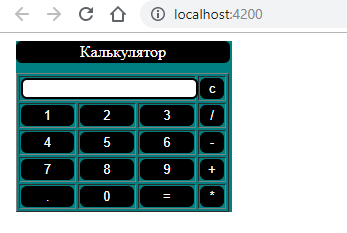 localhost:4200
Калькулятор
c
1 2 3 /
4 5 6 -
7 8 9 +
. 0 = *